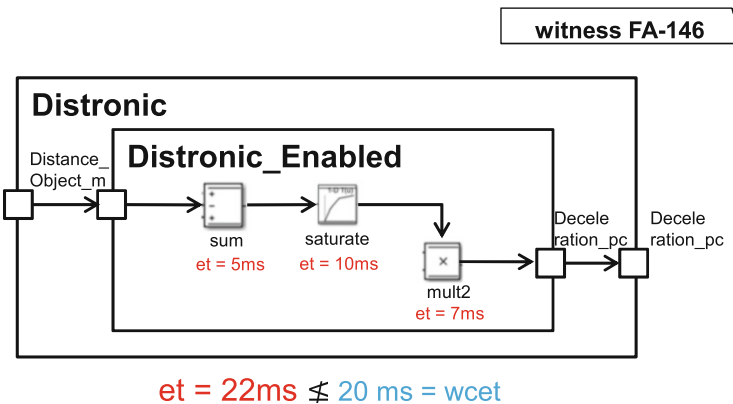 witness FA-146
Distronic
Distance_
Object_m
Distronic_Enabled
sum
et = 5ms
saturate
et = 10ms
×
mult2
et = 7ms
Decele
ration_pc
Decele
ration_pc
et = 22ms ≰ 20 ms = wcet